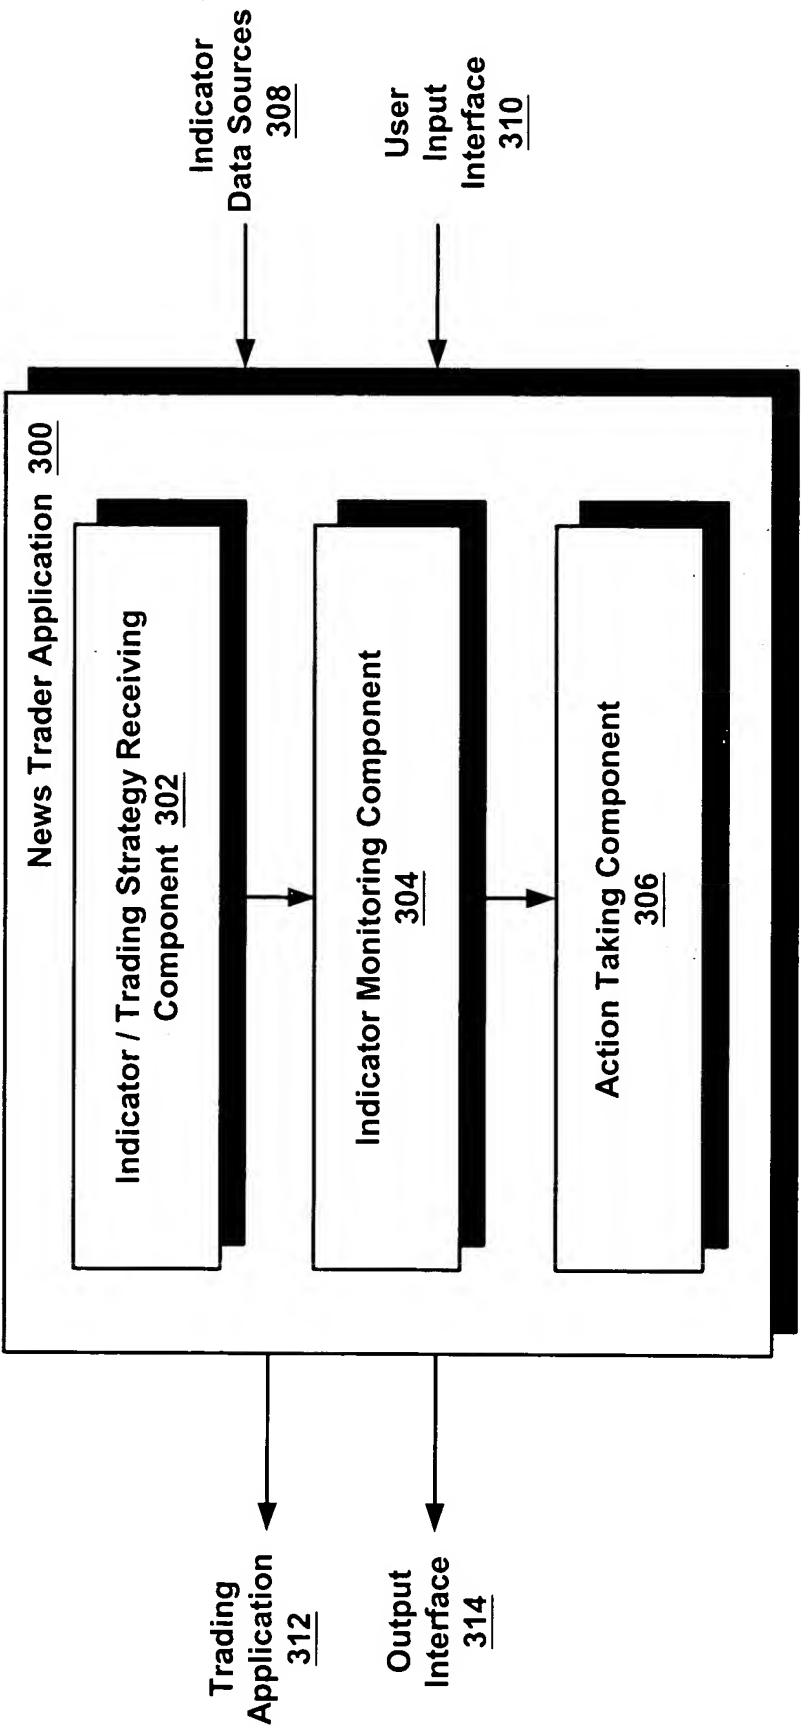 News Trader Application 300
Indicator / Trading Strategy Receiving
Component 302
Indicator Monitoring Component
304
Action Taking Component
306
Indicator
Data Sources
308
User
Input
Interface
310
Trading
Application
312
Output
Interface
314